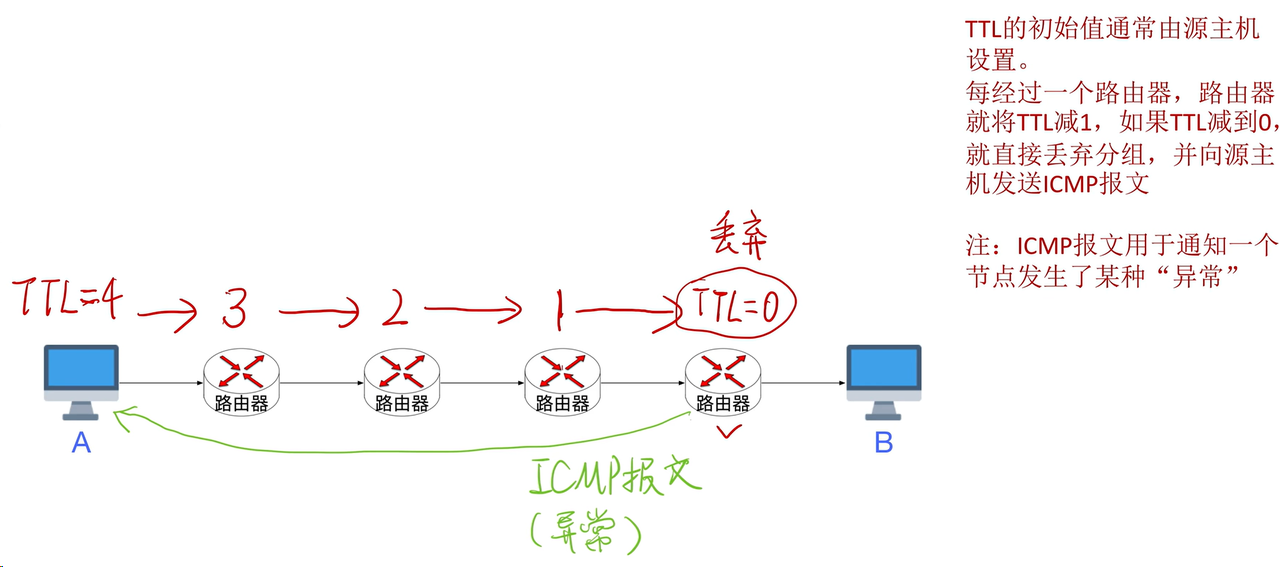 TTL的初始值通常由源主机
设置。
每经过一个路由器，路由器
就将TTL减1，如果TTL减到0，
就直接丢弃分组，并向源主
机发送ICMP报文
注：ICMP报文用于通知一个
节点发生了某种“异常”
丢弃
TTL=4 → 3 → 2 → 1 → TTL=0
路由器 路由器 路由器 路由器
A B
ICMP报文
（异常）